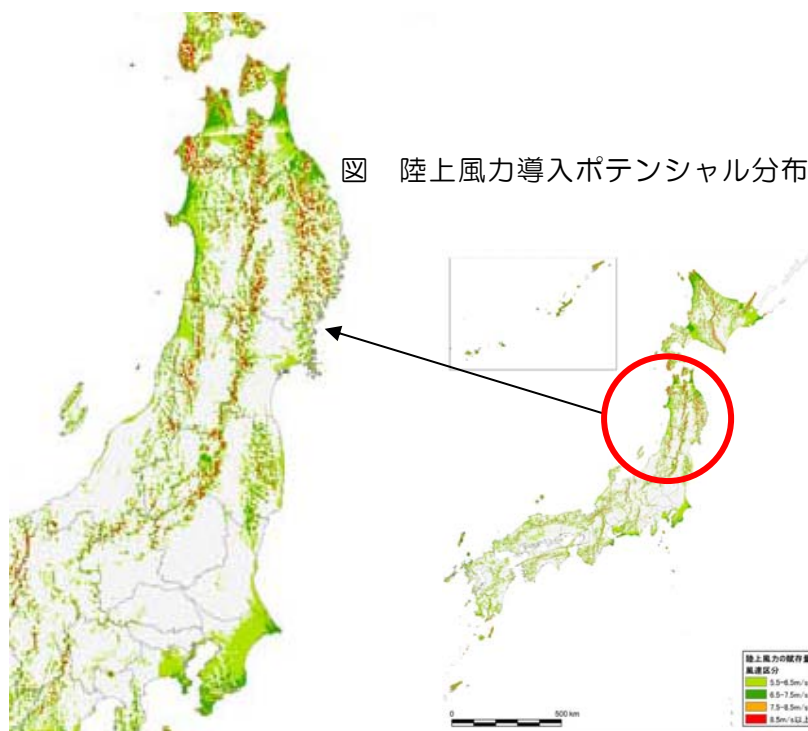 図 陸上風力導入ポテンシャル分布
0 500 km
陸上風力の賦存量
風速区分
5.5-6.5m/s
6.5-7.5m/s
7.5-8.5m/s
8.5m/s以上